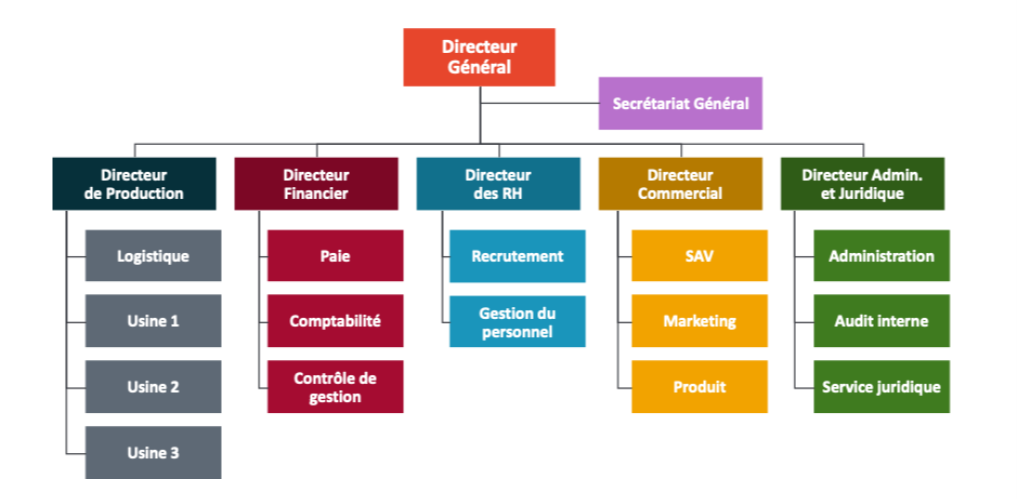 Directeur
Général
Secrétariat Général
Directeur
de Production
Directeur
Financier
Directeur
des RH
Directeur
Commercial
Directeur Admin.
et Juridique
Logistique
Paie
Recrutement
SAV
Administration
Usine 1
Comptabilité
Gestion du
personnel
Marketing
Audit interne
Usine 2
Contrôle de
gestion
Produit
Service juridique
Usine 3